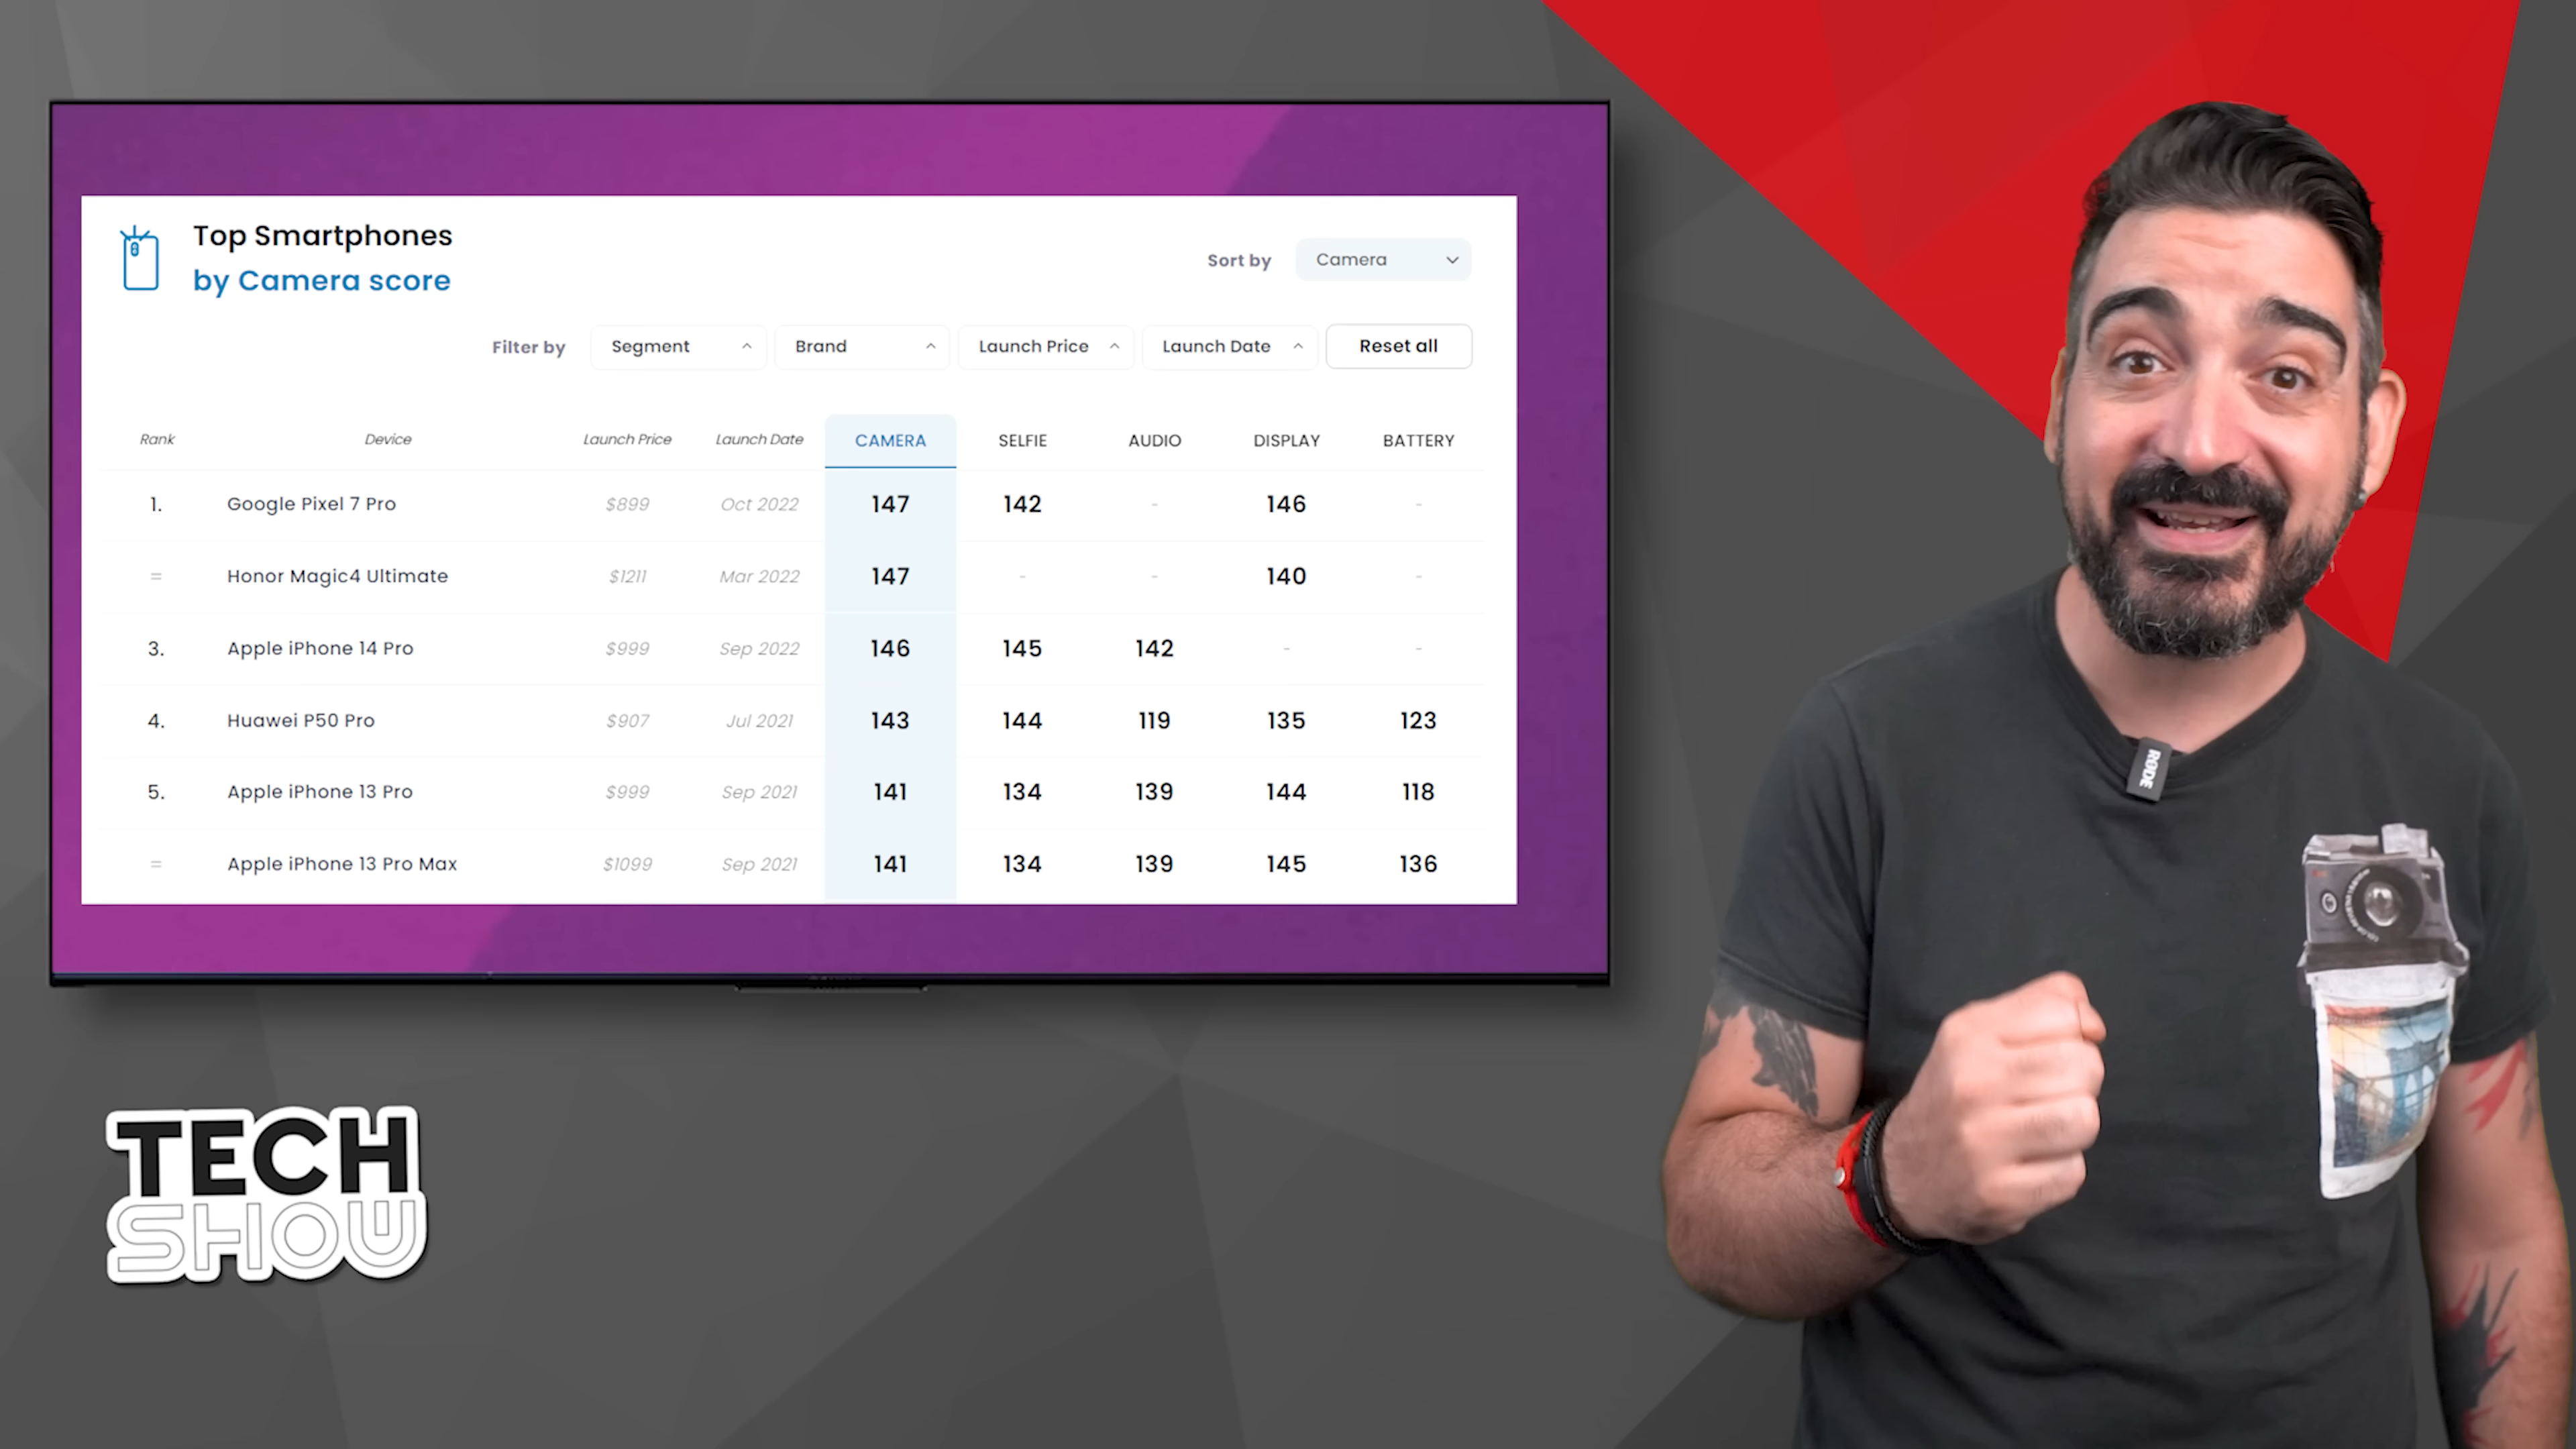 Top Smartphones
by Camera score
Sort by Camera
Filter by Segment Brand Launch Price Launch Date Reset all
Rank Device Launch Price Launch Date CAMERA SELFIE AUDIO DISPLAY BATTERY
1. Google Pixel 7 Pro $899 Oct 2022 147 142 - 146 -
= Honor Magic4 Ultimate $1211 Mar 2022 147 - - 140 -
3. Apple iPhone 14 Pro $999 Sep 2022 146 145 142 - -
4. Huawei P50 Pro $907 Jul 2021 143 144 119 135 123
5. Apple iPhone 13 Pro $999 Sep 2021 141 134 139 144 118
= Apple iPhone 13 Pro Max $1099 Sep 2021 141 134 139 145 136
RØDE
TECH
SHOW